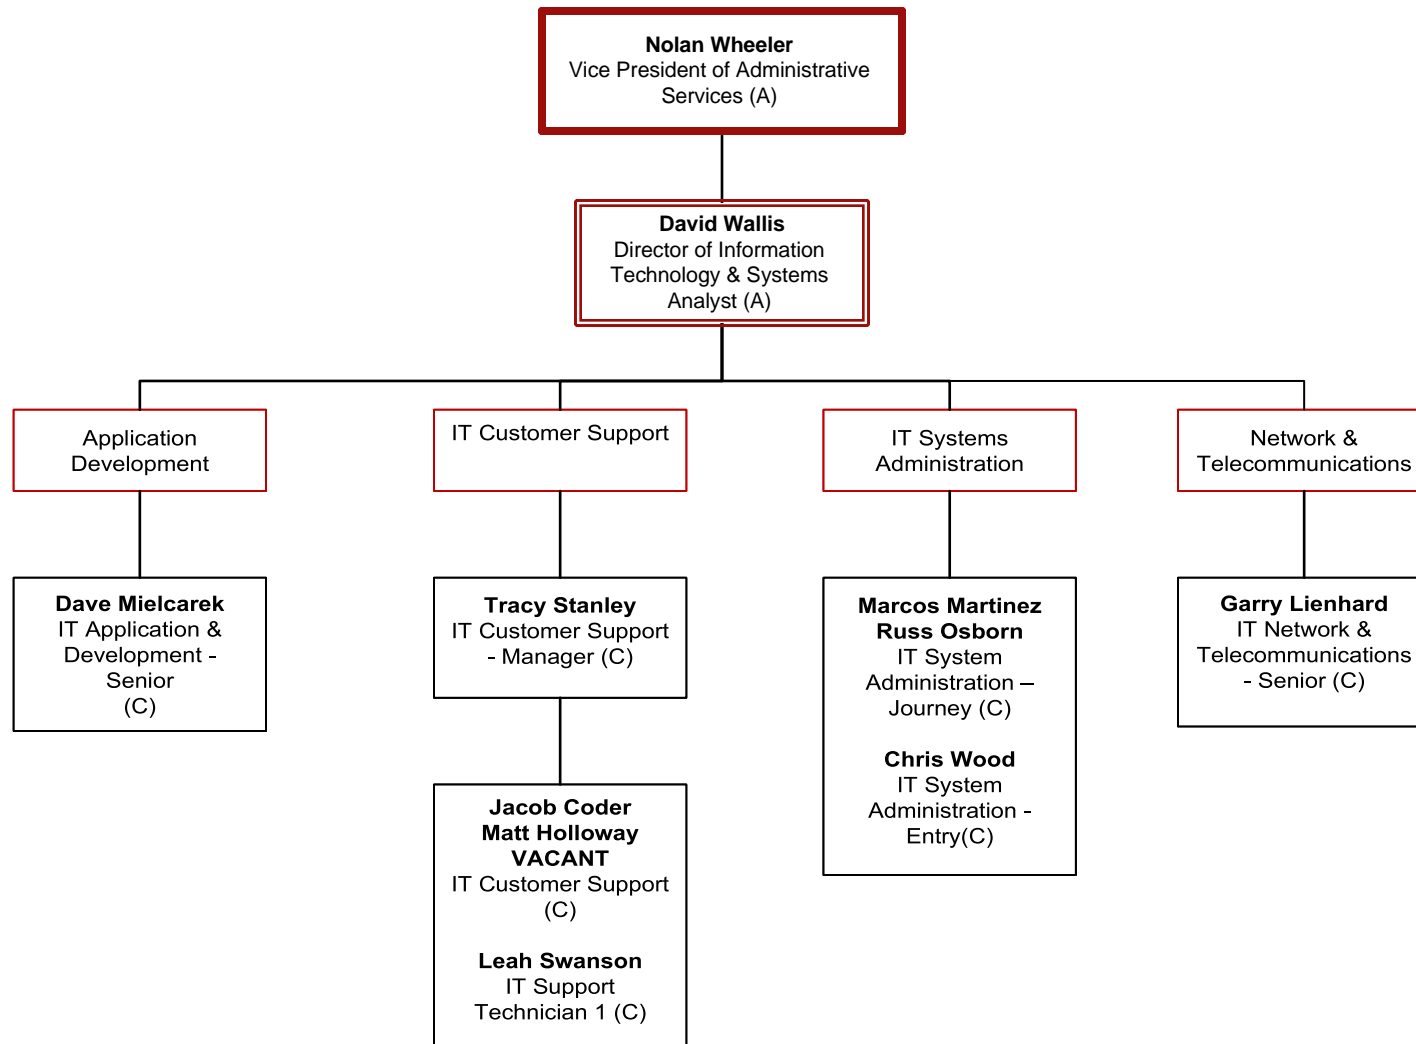 Nolan Wheeler
Vice President of Administrative
Services (A)
David Wallis
Director of Information
Technology & Systems
Analyst (A)
Application
Development
IT Customer Support
IT Systems
Administration
Network &
Telecommunications
Dave Mielcarek
IT Application &
Development -
Senior
(C)
Tracy Stanley
IT Customer Support
- Manager (C)
Marcos Martinez
Russ Osborn
IT System
Administration –
Journey (C)
Chris Wood
IT System
Administration -
Entry(C)
Garry Lienhard
IT Network &
Telecommunications
- Senior (C)
Jacob Coder
Matt Holloway
VACANT
IT Customer Support
(C)
Leah Swanson
IT Support
Technician 1 (C)